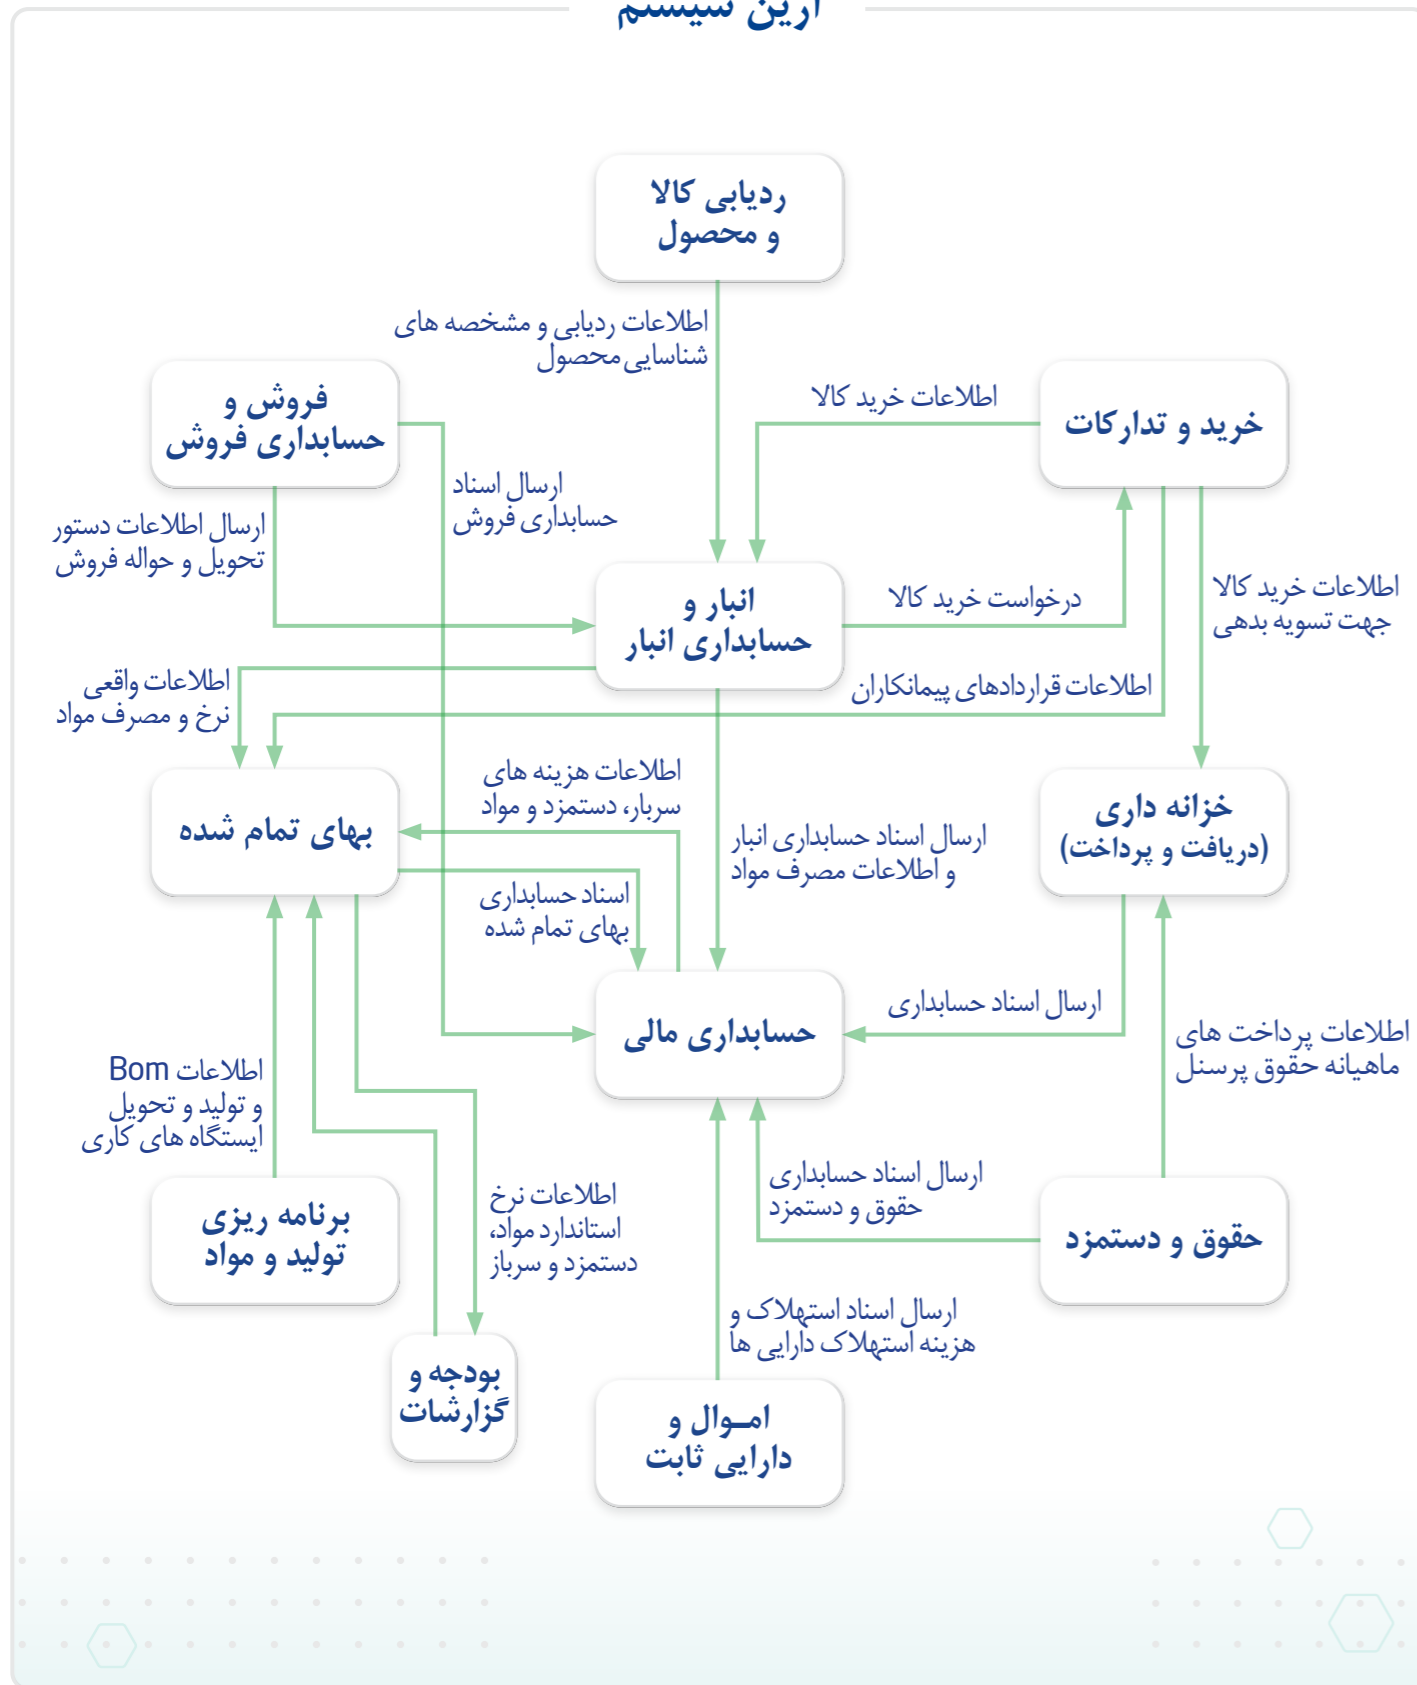 آرین سیستم
ردیابی کالا
و محصول
اطلاعات ردیابی و مشخصه های
شناسایی محصول
خرید و تدارکات
فروش و
حسابداری فروش
اطلاعات خرید کالا
ارسال اسناد
حسابداری فروش
ارسال اطلاعات دستور
تحویل و حواله فروش
انبار و
حسابداری انبار
درخواست خرید کالا
اطلاعات خرید کالا
جهت تسویه بدهی
اطلاعات قراردادهای پیمانکاران
اطلاعات واقعی
نرخ و مصرف مواد
خزانه داری
(دریافت و پرداخت)
بهای تمام شده
اطلاعات هزینه های
سربار، دستمزد و مواد
ارسال اسناد حسابداری انبار
و اطلاعات مصرف مواد
اسناد حسابداری
بهای تمام شده
حسابداری مالی
ارسال اسناد حسابداری
اطلاعات پرداخت های
ماهیانه حقوق پرسنل
اطلاعات Bom
و تولید و تحویل
ایستگاه های کاری
ارسال اسناد حسابداری
حقوق و دستمزد
حقوق و دستمزد
اطلاعات نرخ
استاندارد مواد،
دستمزد و سرباز
برنامه ریزی
تولید و مواد
ارسال اسناد استهلاک و
هزینه استهلاک دارایی ها
بودجه و
گزارشات
امـوال و
دارایی ثابت